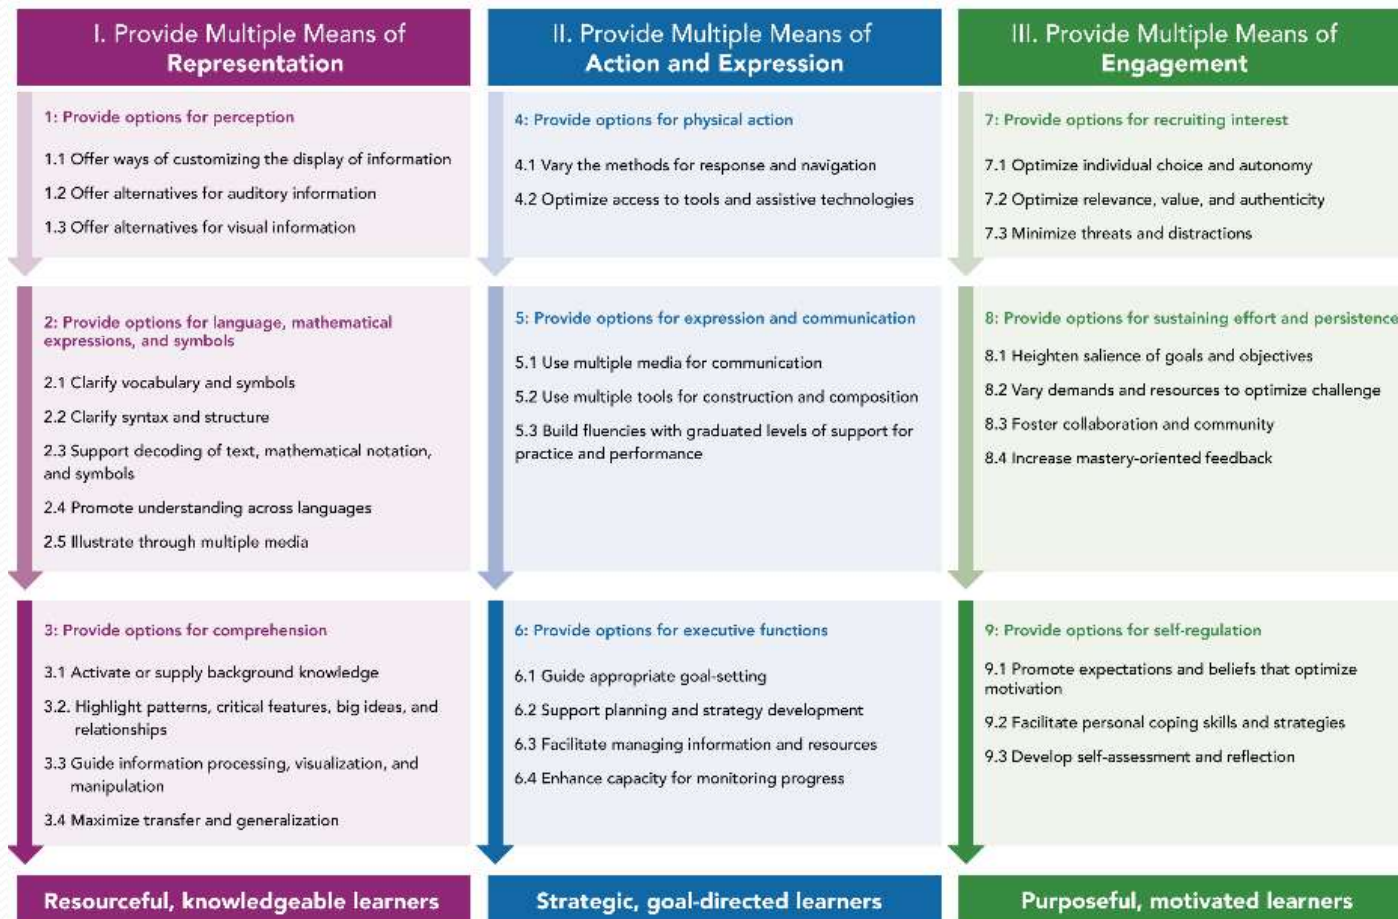 I. Provide Multiple Means of
Representation
1: Provide options for perception
1.1 Offer ways of customizing the display of information
1.2 Offer alternatives for auditory information
1.3 Offer alternatives for visual information
2: Provide options for language, mathematical
expressions, and symbols
2.1 Clarify vocabulary and symbols
2.2 Clarify syntax and structure
2.3 Support decoding of text, mathematical notation,
and symbols
2.4 Promote understanding across languages
2.5 Illustrate through multiple media
3: Provide options for comprehension
3.1 Activate or supply background knowledge
3.2. Highlight patterns, critical features, big ideas, and
relationships
3.3 Guide information processing, visualization, and
manipulation
3.4 Maximize transfer and generalization
Resourceful, knowledgeable learners
II. Provide Multiple Means of
Action and Expression
4: Provide options for physical action
4.1 Vary the methods for response and navigation
4.2 Optimize access to tools and assistive technologies
5: Provide options for expression and communication
5.1 Use multiple media for communication
5.2 Use multiple tools for construction and composition
5.3 Build fluencies with graduated levels of support for
practice and performance
6: Provide options for executive functions
6.1 Guide appropriate goal-setting
6.2 Support planning and strategy development
6.3 Facilitate managing information and resources
6.4 Enhance capacity for monitoring progress
Strategic, goal-directed learners
III. Provide Multiple Means of
Engagement
7: Provide options for recruiting interest
7.1 Optimize individual choice and autonomy
7.2 Optimize relevance, value, and authenticity
7.3 Minimize threats and distractions
8: Provide options for sustaining effort and persistence
8.1 Heighten salience of goals and objectives
8.2 Vary demands and resources to optimize challenge
8.3 Foster collaboration and community
8.4 Increase mastery-oriented feedback
9: Provide options for self-regulation
9.1 Promote expectations and beliefs that optimize
motivation
9.2 Facilitate personal coping skills and strategies
9.3 Develop self-assessment and reflection
Purposeful, motivated learners